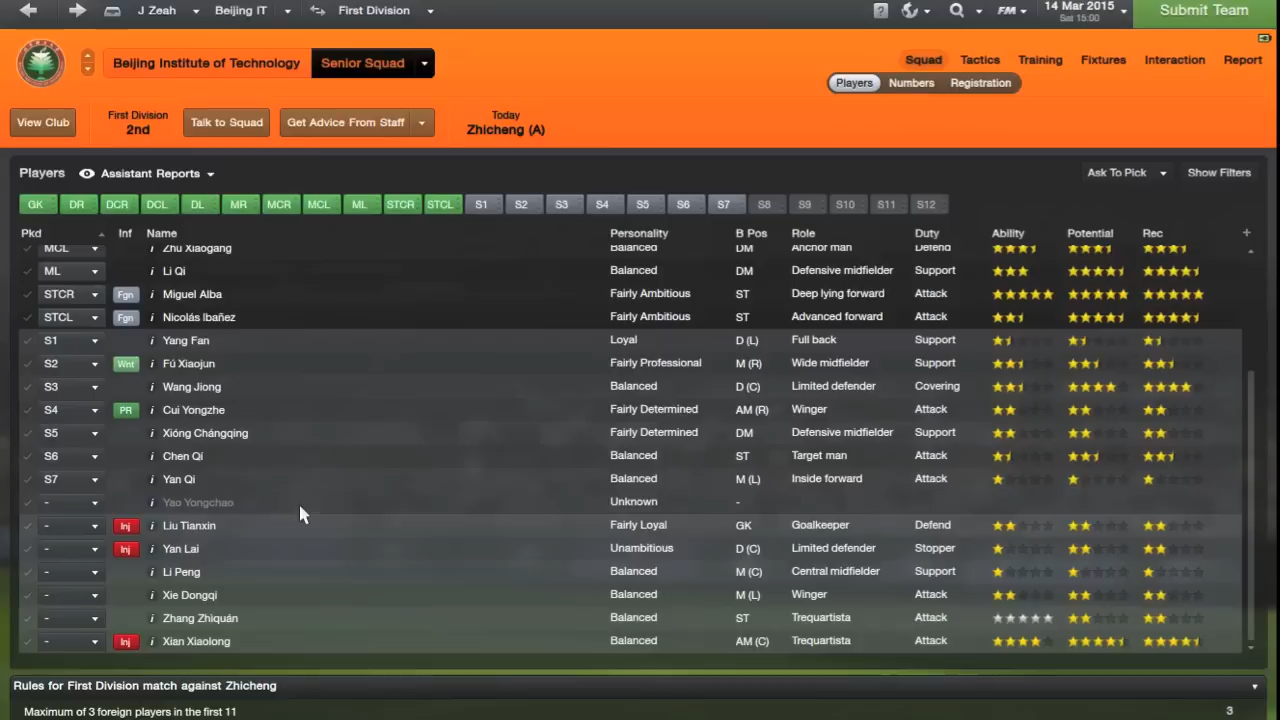 J Zeah Beijing IT First Division ? FM 14 Mar 2015 Submit Team
Sat 15:00
Beijing Institute of Technology Senior Squad Squad Tactics Training Fixtures Interaction Report
Players Numbers Registration
View Club First Division Talk to Squad Get Advice From Staff Today
2nd Zhicheng (A)
Players Assistant Reports Ask To Pick Show Filters
GK DR DCR DCL DL MR MCR MCL ML STCR STCL S1 S2 S3 S4 S5 S6 S7 S8 S9 S10 S11 S12
Pkd Inf Name Personality B Pos Role Duty Ability Potential Rec +
MCL i Zhu Xiaogang Balanced DM Anchor man Defend
ML i Li Qi Balanced DM Defensive midfielder Support
STCR Fgn i Miguel Alba Fairly Ambitious ST Deep lying forward Attack
STCL Fgn i Nicolás Ibañez Fairly Ambitious ST Advanced forward Attack
S1 i Yang Fan Loyal D (L) Full back Support
S2 Wnt i Fú Xiaojun Fairly Professional M (R) Wide midfielder Support
S3 i Wang Jiong Balanced D (C) Limited defender Covering
S4 PR i Cui Yongzhe Fairly Determined AM (R) Winger Attack
S5 i Xióng Chángqing Fairly Determined DM Defensive midfielder Support
S6 i Chen Qí Balanced ST Target man Attack
S7 i Yan Qi Balanced M (L) Inside forward Attack
- i Yao Yongchao Unknown -
- Inj i Liu Tianxin Fairly Loyal GK Goalkeeper Defend
- Inj i Yan Lai Unambitious D (C) Limited defender Stopper
- i Li Peng Balanced M (C) Central midfielder Support
- i Xie Dongqi Balanced M (L) Winger Attack
- i Zhang Zhìquán Balanced ST Trequartista Attack
- Inj i Xian Xiaolong Balanced AM (C) Trequartista Attack
Rules for First Division match against Zhicheng
Maximum of 3 foreign players in the first 11 3